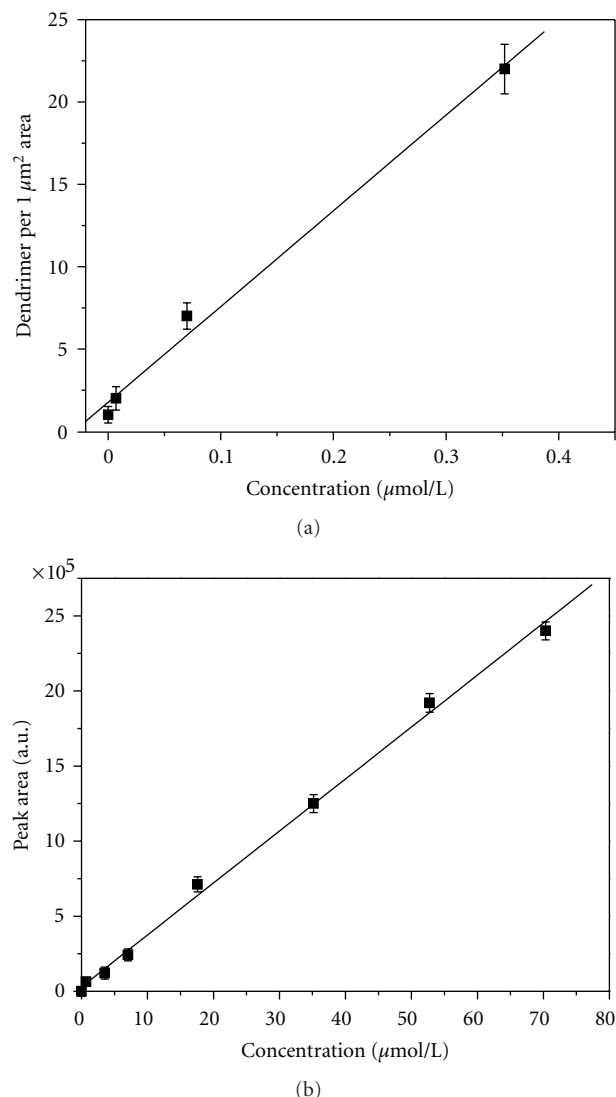 25
20
15
10
5
0
Dendrimer per 1 μm² area
0 0.1 0.2 0.3 0.4
Concentration (μmol/L)
(a)
×10⁵
25
20
15
10
5
0
Peak area (a.u.)
0 10 20 30 40 50 60 70 80
Concentration (μmol/L)
(b)